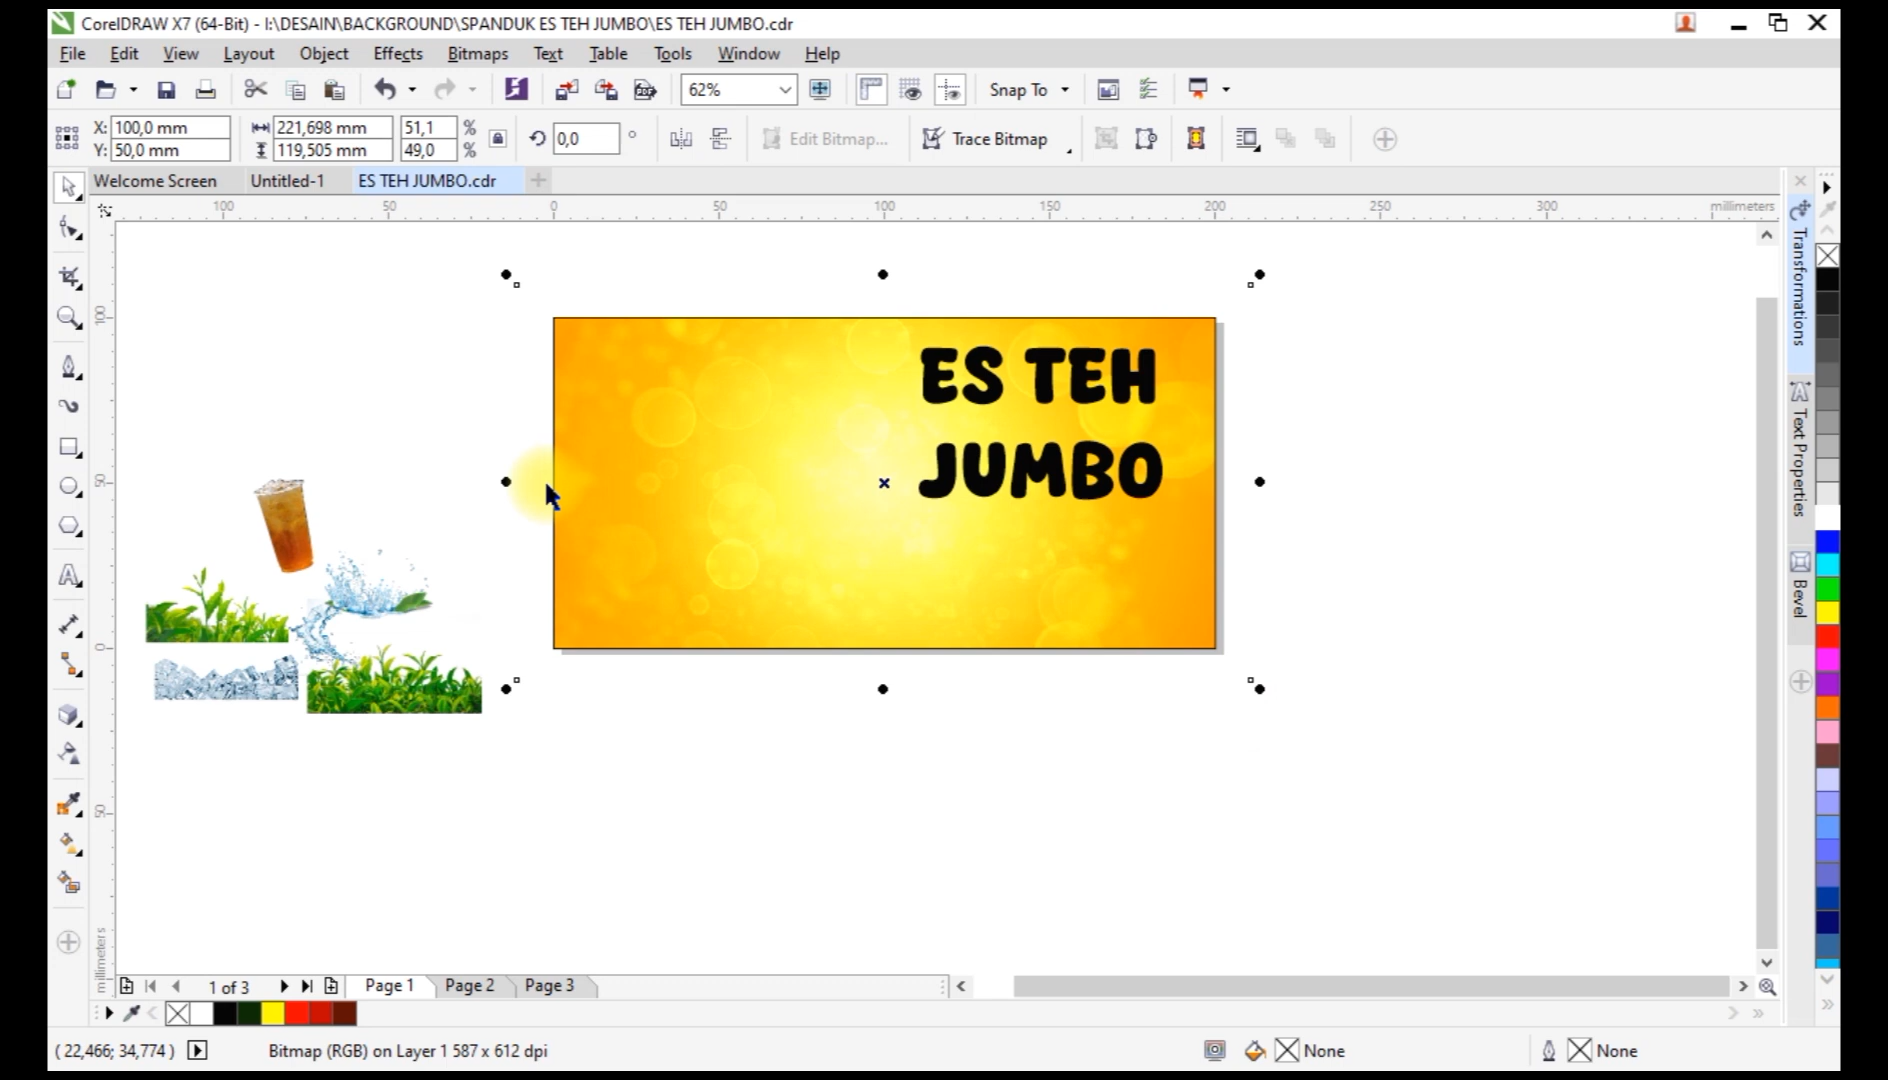 CorelDRAW X7 (64-Bit) - I:\DESAIN\BACKGROUND\SPANDUK ES TEH JUMBO\ES TEH JUMBO.cdr
File Edit View Layout Object Effects Bitmaps Text Table Tools Window Help
62% Snap To
X: 100,0 mm 221,698 mm 51,1 %
Y: 50,0 mm 119,505 mm 49,0 %
0,0 ° Edit Bitmap... Trace Bitmap
Welcome Screen Untitled-1 ES TEH JUMBO.cdr
100 50 0 50 100 150 200 250 300 millimeters
100
50
0
50
millimeters
ES TEH
JUMBO
Transformations
Text Properties
Bevel
1 of 3 Page 1 Page 2 Page 3
( 22,466; 34,774 ) Bitmap (RGB) on Layer 1 587 x 612 dpi None None